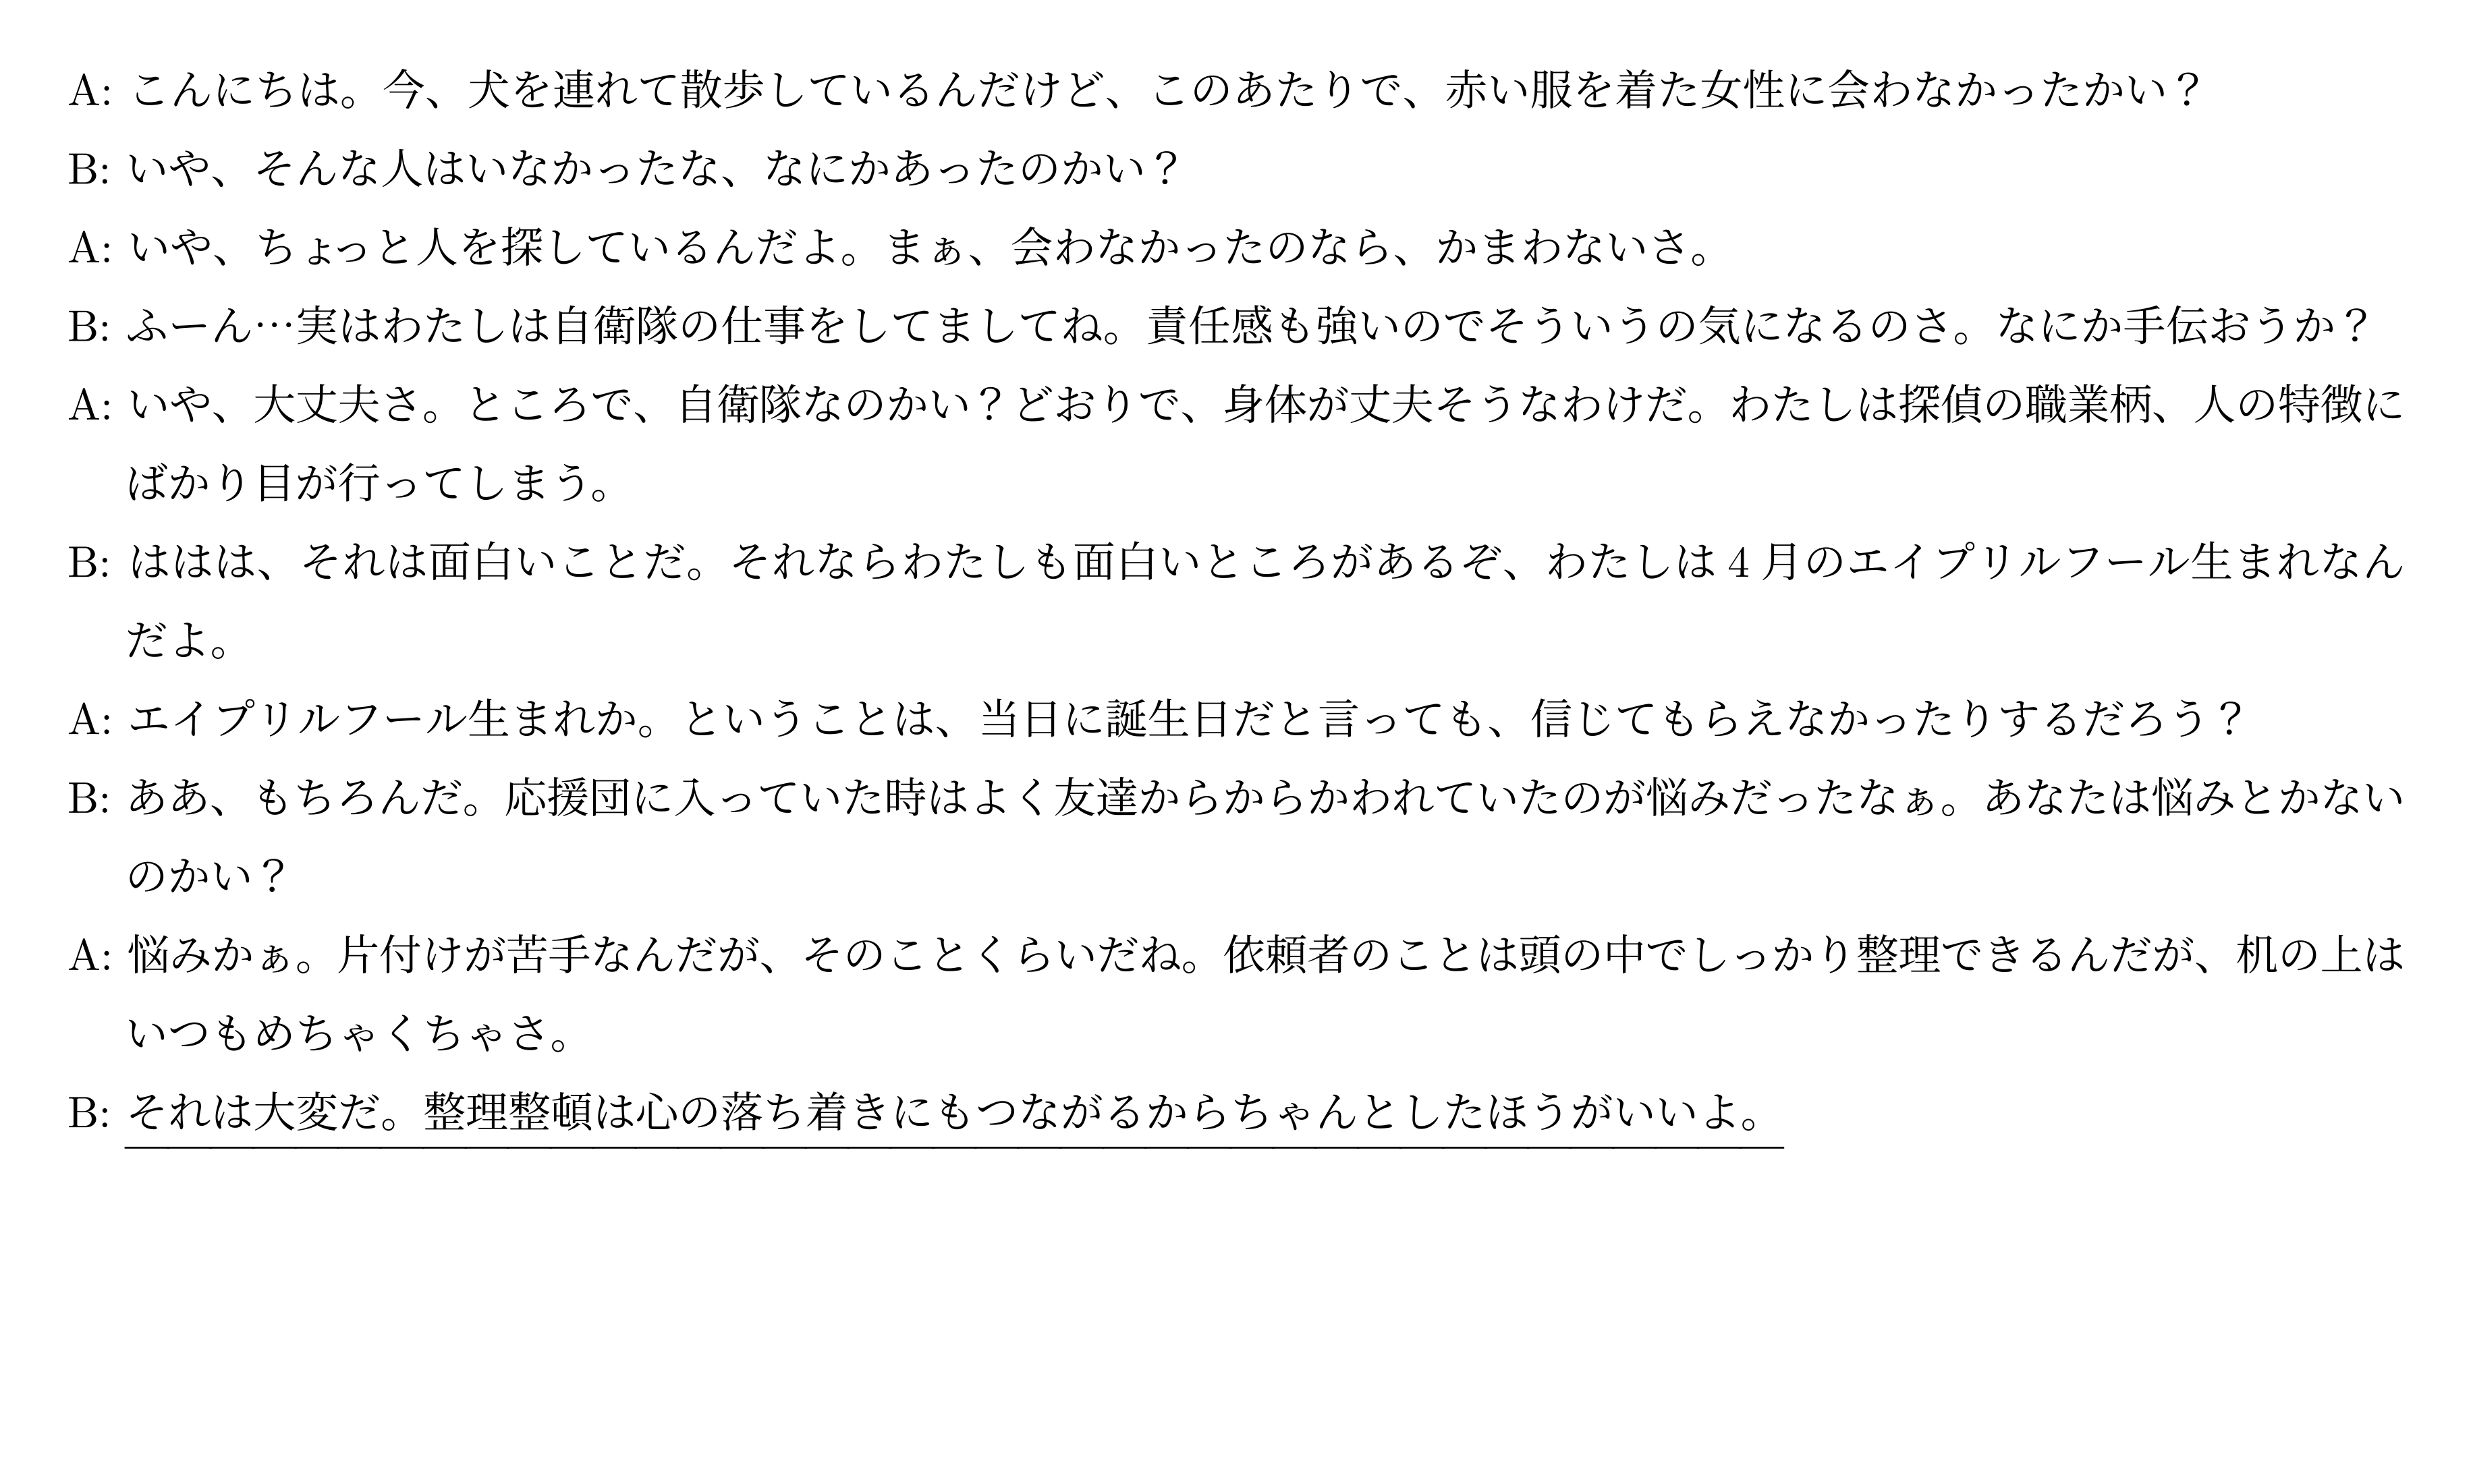 A: こんにちは。今、犬を連れて散歩しているんだけど、このあたりで、赤い服を着た女性に会わなかったかい？
B: いや、そんな人はいなかったな、なにかあったのかい？
A: いや、ちょっと人を探しているんだよ。まぁ、会わなかったのなら、かまわないさ。
B: ふーん…実はわたしは自衛隊の仕事をしてましてね。責任感も強いのでそういうの気になるのさ。なにか手伝おうか？
A: いや、大丈夫さ。ところで、自衛隊なのかい？どおりで、身体が丈夫そうなわけだ。わたしは探偵の職業柄、人の特徴に
ばかり目が行ってしまう。
B: ははは、それは面白いことだ。それならわたしも面白いところがあるぞ、わたしは 4 月のエイプリルフール生まれなん
だよ。
A: エイプリルフール生まれか。ということは、当日に誕生日だと言っても、信じてもらえなかったりするだろう？
B: ああ、もちろんだ。応援団に入っていた時はよく友達からからかわれていたのが悩みだったなぁ。あなたは悩みとかない
のかい？
A: 悩みかぁ。片付けが苦手なんだが、そのことくらいだね。依頼者のことは頭の中でしっかり整理できるんだが、机の上は
いつもめちゃくちゃさ。
B: それは大変だ。整理整頓は心の落ち着きにもつながるからちゃんとしたほうがいいよ。